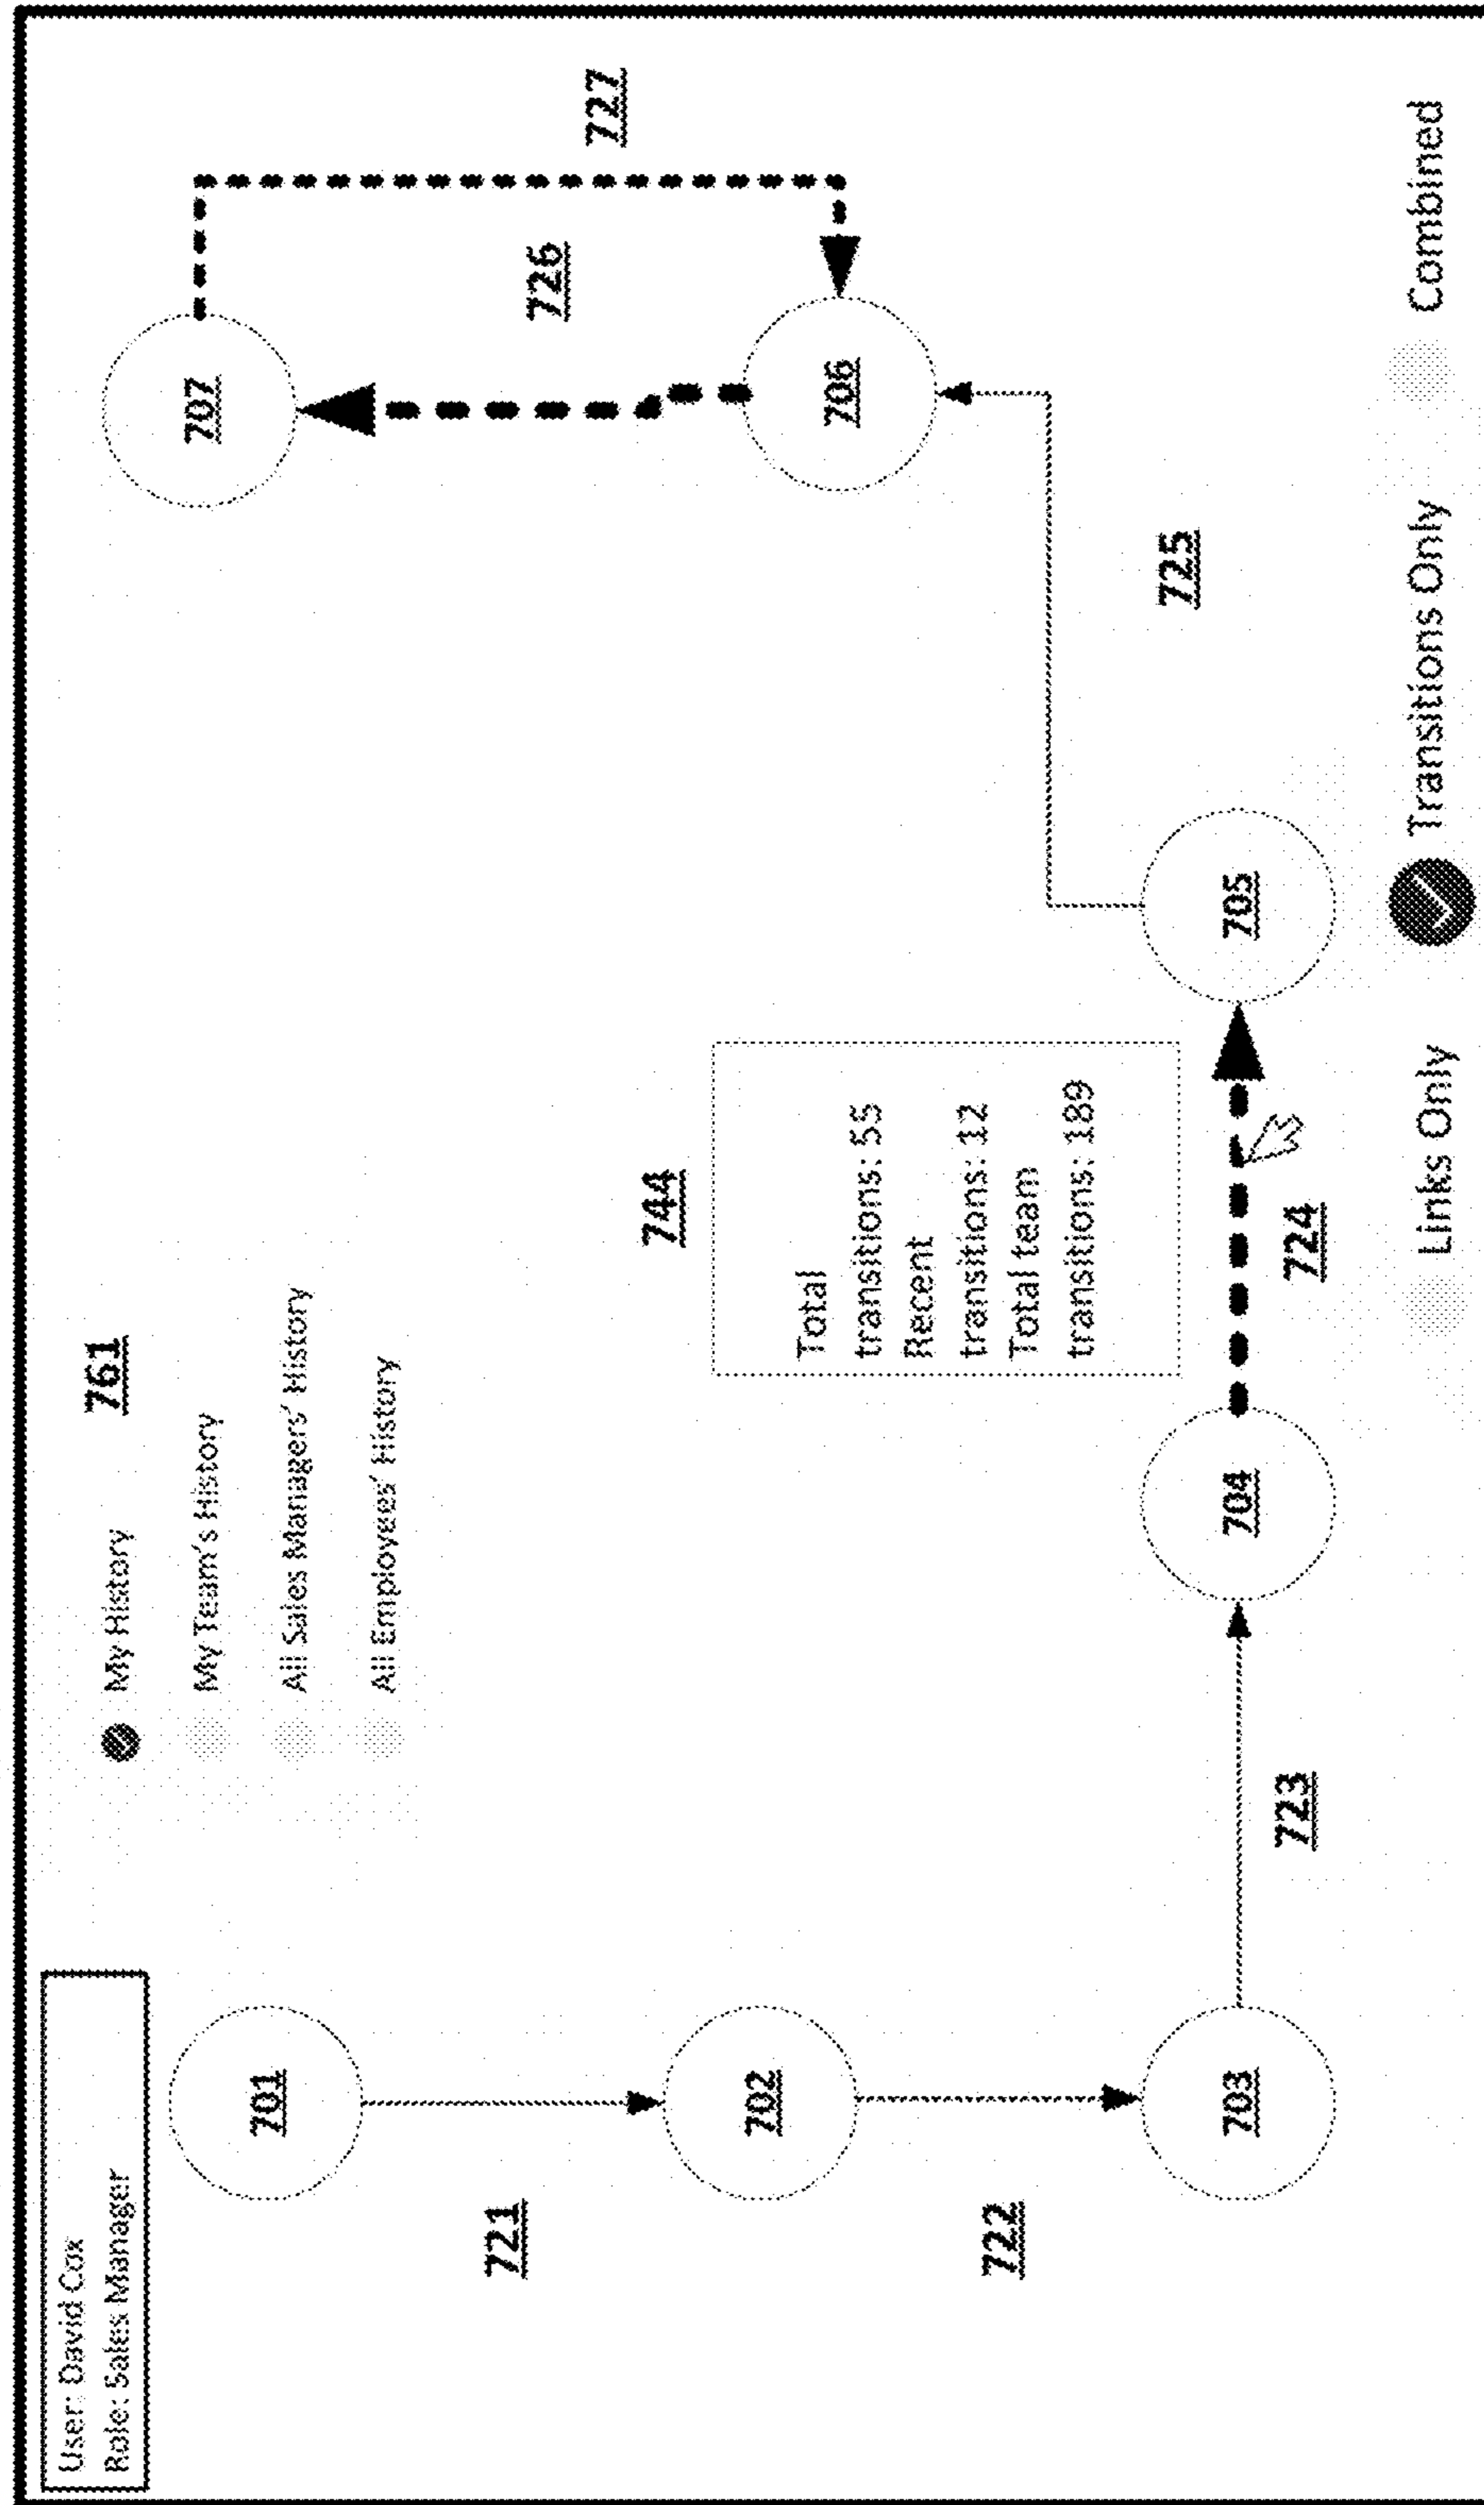 User: David Cox
Role: Sales Manager
761
My History
My Team's History
All Sales Managers' History
All Employees' History
701
721
702
722
703
723
704
744
Total
transitions: 55
Recent
transitions: 12
Total team
transitions: 189
724
705
725
706
726
707
727
Links Only
Transitions Only
Combined